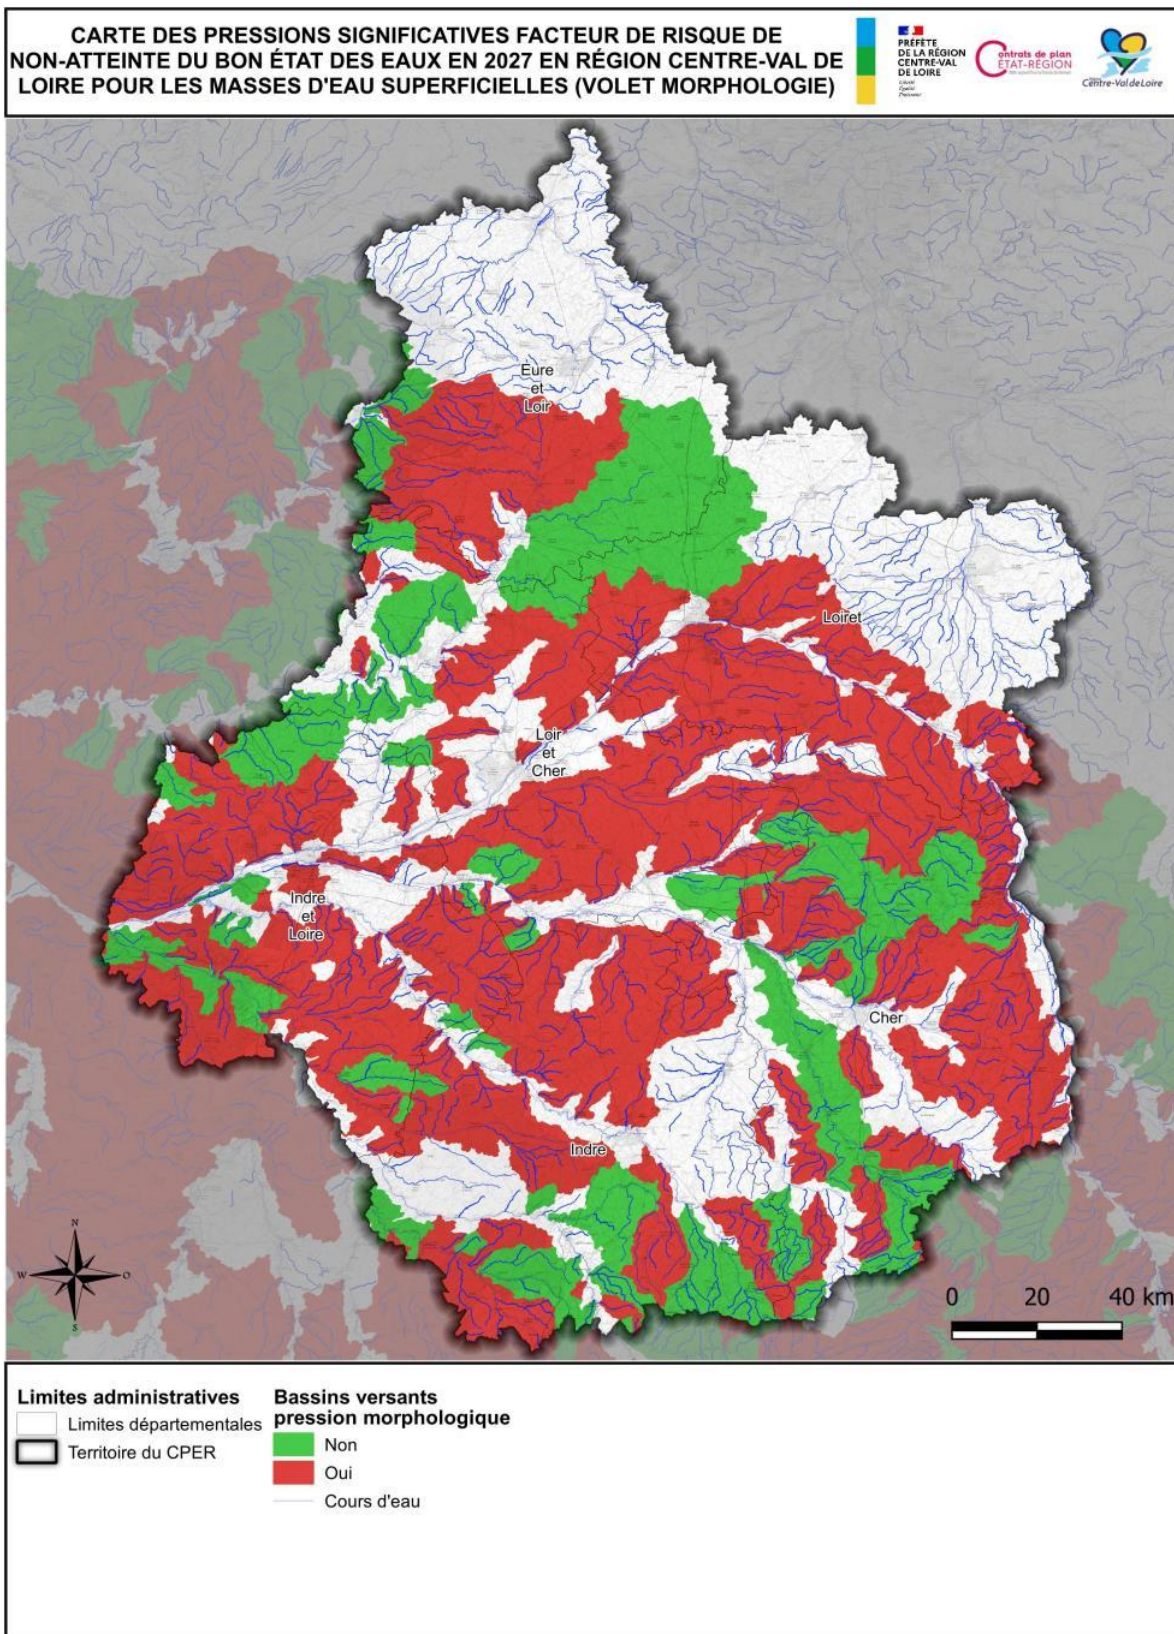 CARTE DES PRESSIONS SIGNIFICATIVES FACTEUR DE RISQUE DE
NON-ATTEINTE DU BON ÉTAT DES EAUX EN 2027 EN RÉGION CENTRE-VAL DE
LOIRE POUR LES MASSES D'EAU SUPERFICIELLES (VOLET MORPHOLOGIE)
PRÉFÈTE
DE LA RÉGION
CENTRE-VAL
DE LOIRE
Liberté
Égalité
Fraternité
Contrats de plan
ÉTAT-RÉGION
Centre-Val de Loire
Eure
et
Loir
Loiret
Loir
et
Cher
Indre
et
Loire
Cher
Indre
N
W
O
S
0 20 40 km
Limites administratives
Limites départementales
Territoire du CPER
Bassins versants
pression morphologique
Non
Oui
Cours d'eau